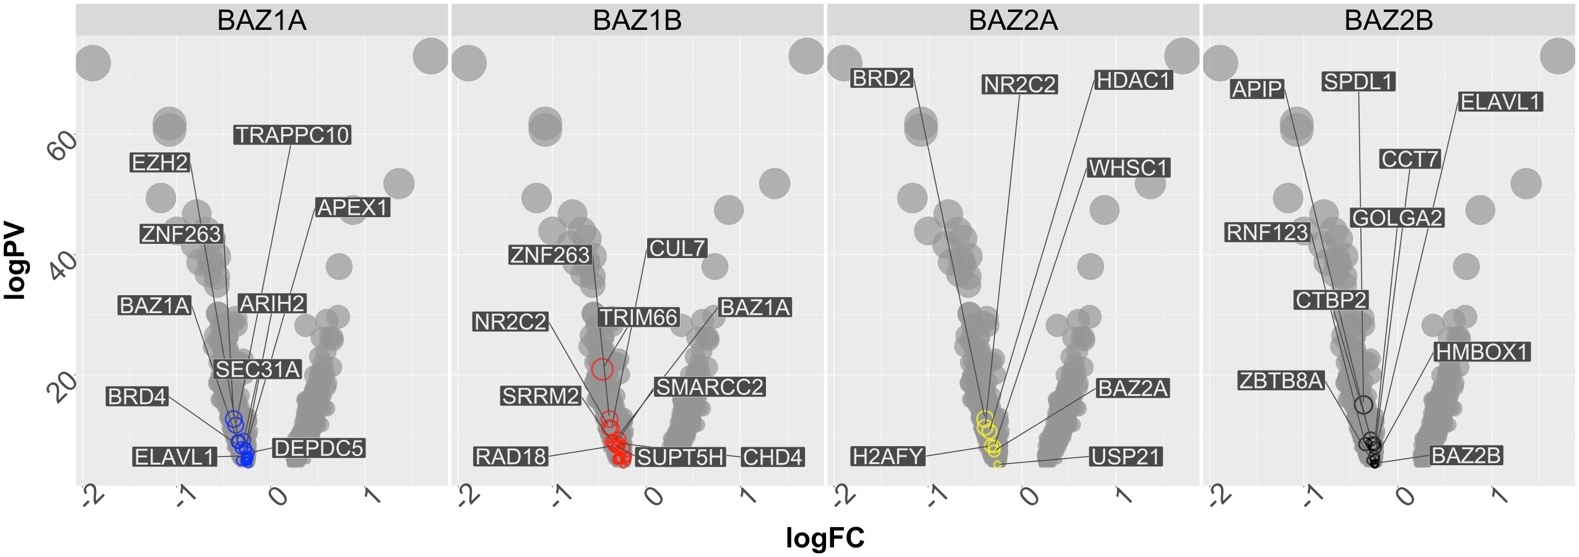 BAZ1A BAZ1B BAZ2A BAZ2B
logPV
60
40
20
TRAPPC10
EZH2
APEX1
ZNF263
BAZ1A
ARIH2
SEC31A
BRD4
DEPDC5
ELAVL1
CUL7
ZNF263
BAZ1A
TRIM66
NR2C2
SMARCC2
SRRM2
RAD18
SUPT5H
CHD4
BRD2
NR2C2
HDAC1
WHSC1
BAZ2A
H2AFY
USP21
APIP
SPDL1
ELAVL1
CCT7
GOLGA2
RNF123
CTBP2
HMBOX1
ZBTB8A
BAZ2B
-2 -1 0 1 -2 -1 0 1 -2 -1 0 1 -2 -1 0 1
logFC